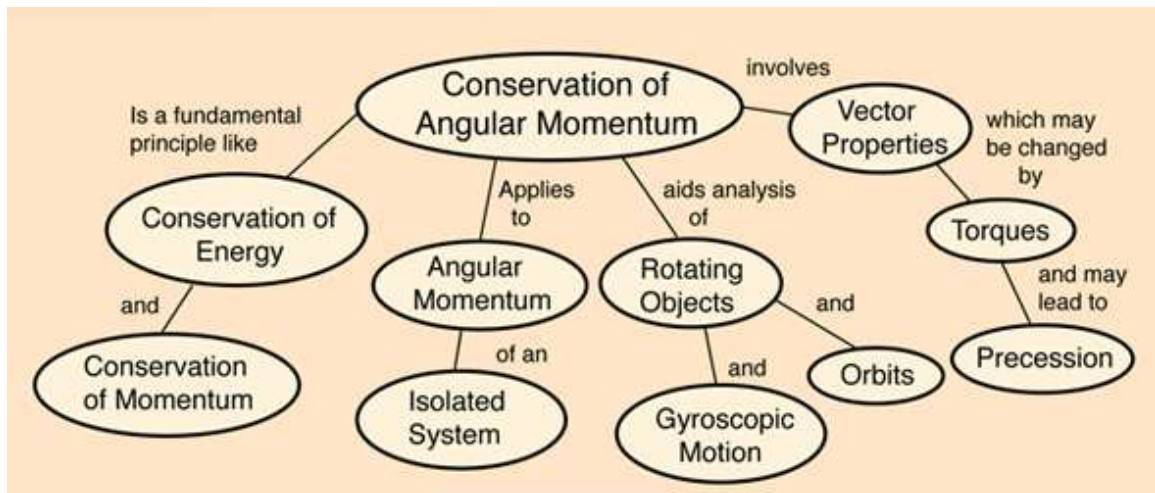 Conservation of
Angular Momentum
involves
Vector
Properties
which may
be changed
by
Torques
and may
lead to
Precession
Is a fundamental
principle like
Conservation of
Energy
and
Conservation
of Momentum
Applies
to
Angular
Momentum
of an
Isolated
System
aids analysis
of
Rotating
Objects
and
Orbits
and
Gyroscopic
Motion